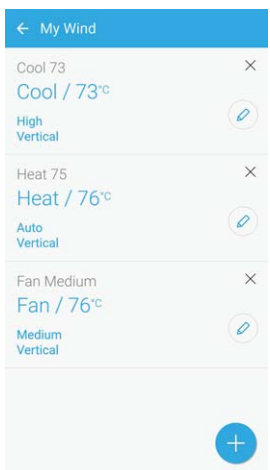 My Wind
Cool 73
Cool / 73°C
High
Vertical
Heat 75
Heat / 76°C
Auto
Vertical
Fan Medium
Fan / 76°C
Medium
Vertical